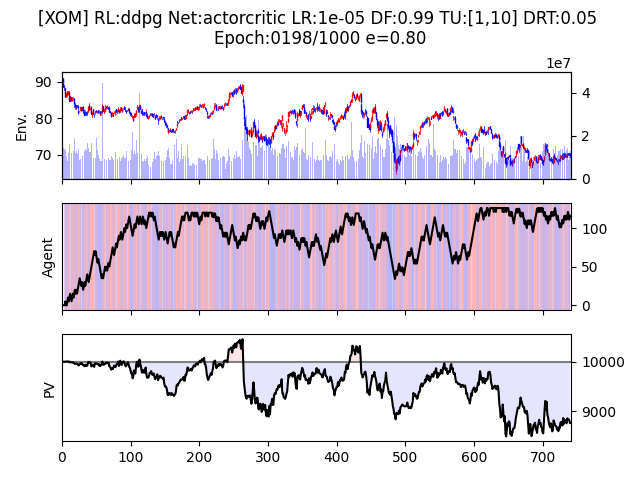 [XOM] RL:ddpg Net:actorcritic LR:1e-05 DF:0.99 TU:[1,10] DRT:0.05
Epoch:0198/1000 e=0.80
1e7
90
80
70
Env.
4
2
0
Agent
100
50
0
PV
10000
9000
0 100 200 300 400 500 600 700